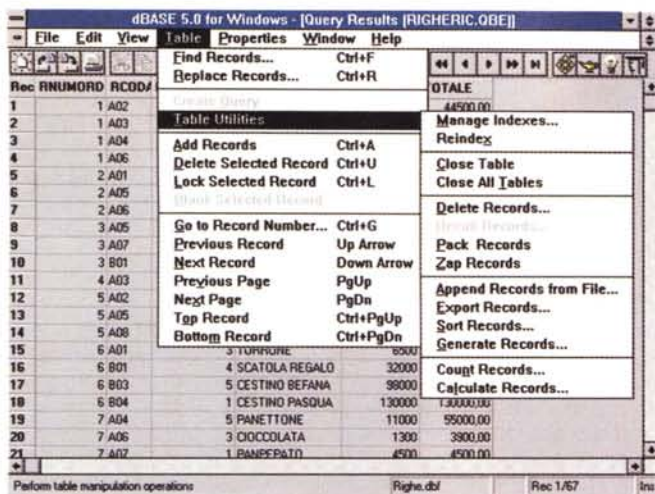 dBASE 5.0 for Windows - [Query Results [RIGHERIC.QBE]]
File Edit View Table Properties Window Help
Find Records... Ctrl+F
Replace Records... Ctrl+R
Create Query
Table Utilities
Add Records Ctrl+A
Delete Selected Record Ctrl+U
Lock Selected Record Ctrl+L
Blank Selected Record
Go to Record Number... Ctrl+G
Previous Record Up Arrow
Next Record Down Arrow
Previous Page PgUp
Next Page PgDn
Top Record Ctrl+PgUp
Bottom Record Ctrl+PgDn
Manage Indexes...
Reindex
Close Table
Close All Tables
Delete Records...
Recall Records...
Pack Records
Zap Records
Append Records from File...
Export Records...
Sort Records...
Generate Records...
Count Records...
Calculate Records...
Rec RNUMORD RCODA OTALE
1 1 A02 44500,00
2 1 A03
3 1 A04
4 1 A06
5 2 A01
6 2 A05
7 2 A06
8 3 A05
9 3 A07
10 3 B01
11 4 A03
12 5 A02
13 5 A05
14 5 A08
15 6 A01 3 TORRONE 6500
16 6 B01 4 SCATOLA REGALO 32000
17 6 B03 5 CESTINO BEFANA 98000
18 6 B04 1 CESTINO PASQUA 130000 130000,00
19 7 A04 5 PANETTONE 11000 55000,00
20 7 A06 3 CIOCCOLATA 1300 3900,00
21 7 A07 1 PANPEPATO 4500 4500,00
Perform table manipulation operations Righe.dbf Rec 1/67 Ins